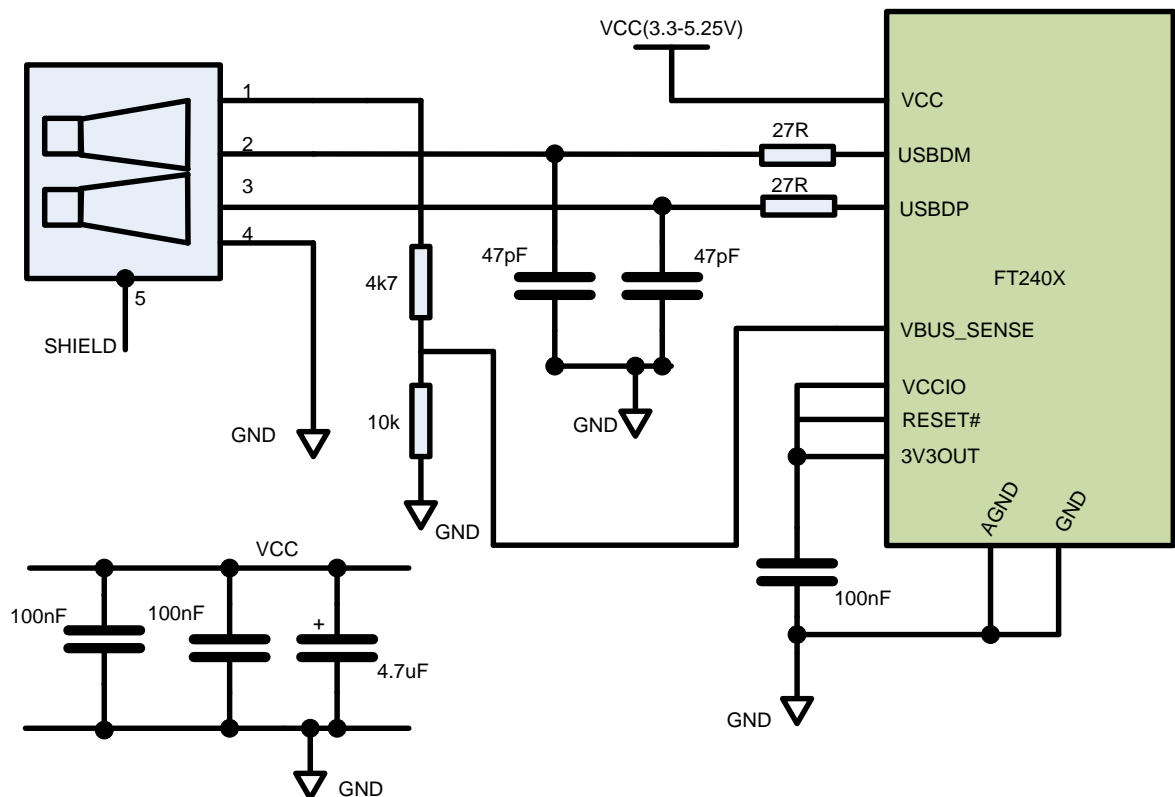 VCC(3.3-5.25V)
1
VCC
27R
2
USBDM
27R
3
USBDP
4
47pF
47pF
4k7
FT240X
5
VBUS_SENSE
SHIELD
VCCIO
10k
RESET#
GND
GND
3V3OUT
AGND
GND
GND
VCC
100nF
100nF
100nF
+
4.7uF
GND
GND